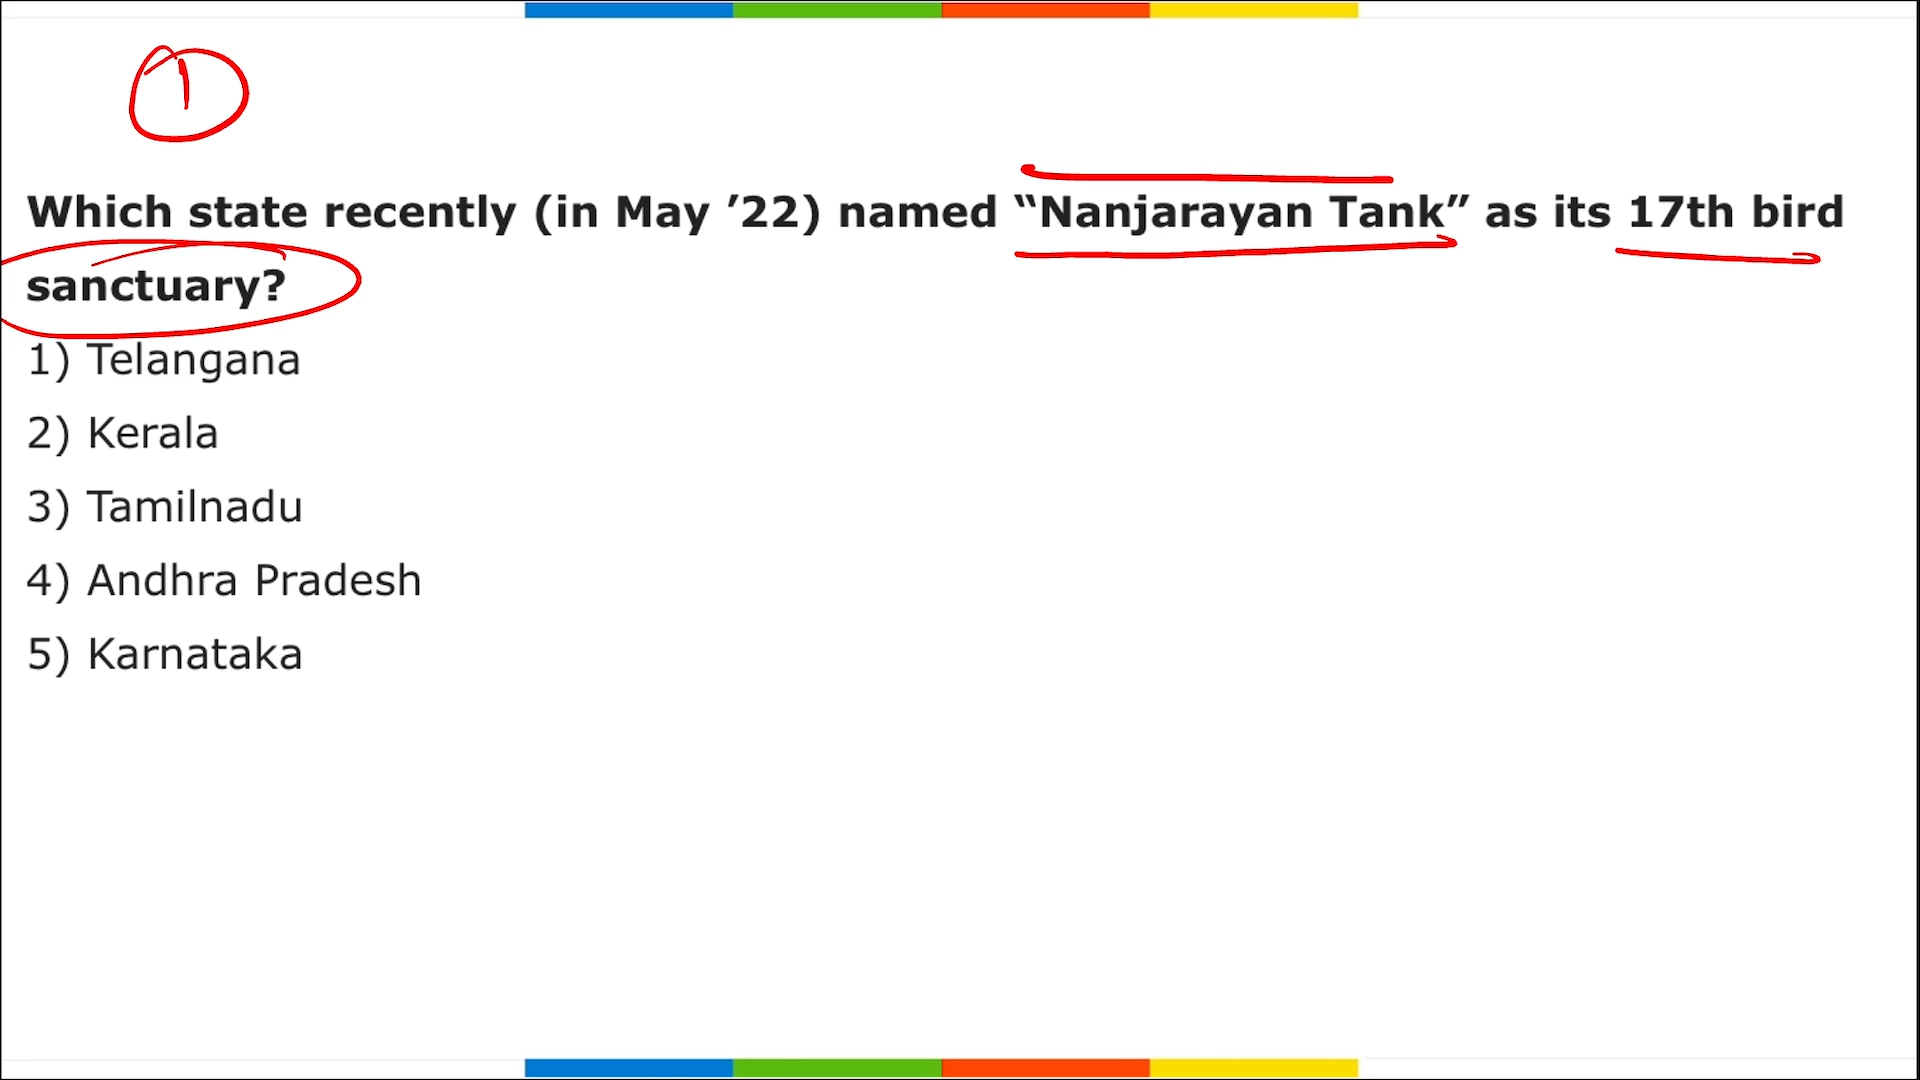 1
Which state recently (in May ’22) named “Nanjarayan Tank” as its 17th bird
sanctuary?
1) Telangana
2) Kerala
3) Tamilnadu
4) Andhra Pradesh
5) Karnataka